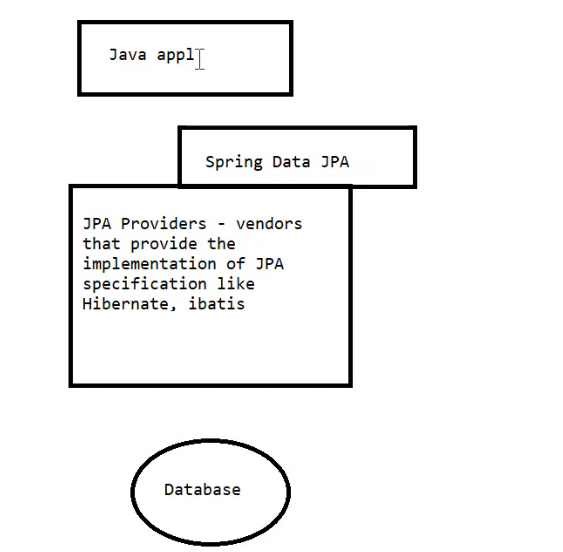 Java appl
Spring Data JPA
JPA Providers - vendors
that provide the
implementation of JPA
specification like
Hibernate, ibatis
Database